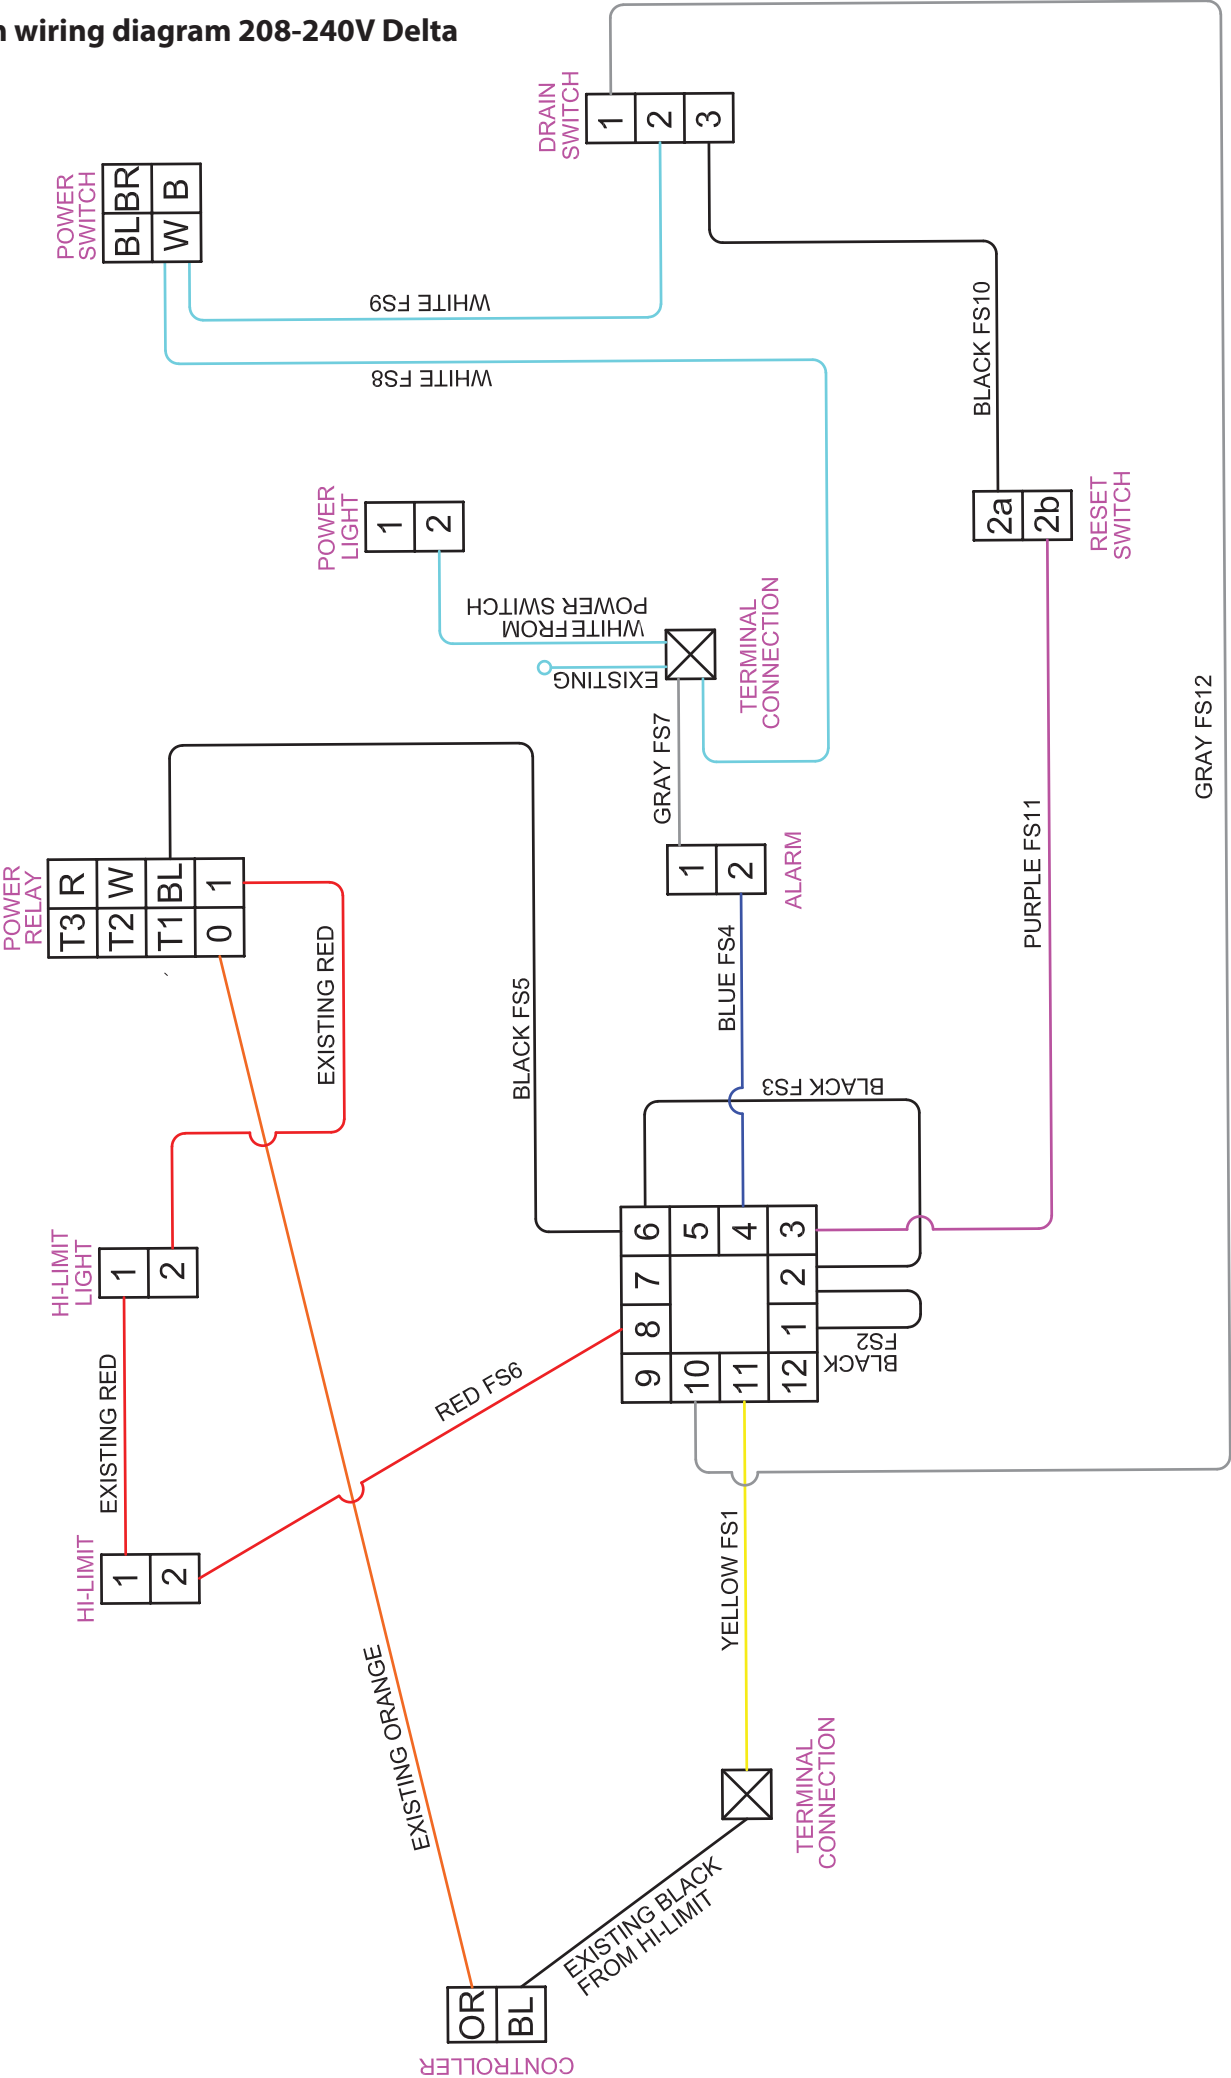 n wiring diagram 208-240V Delta
DRAIN
SWITCH
1
2
3
POWER
SWITCH
BL
BR
W
B
WHITE FS9
WHITE FS8
BLACK FS10
POWER
LIGHT
1
2
WHITE FROM
POWER SWITCH
EXISTING
TERMINAL
CONNECTION
2a
2b
RESET
SWITCH
GRAY FS7
GRAY FS12
POWER
RELAY
T3
R
T2
W
T1
BL
0
1
`
EXISTING RED
BLACK FS5
1
2
ALARM
BLUE FS4
PURPLE FS11
BLACK FS3
HI-LIMIT
LIGHT
1
2
EXISTING RED
RED FS6
6
5
4
3
7
2
8
1
9
10
11
12
BLACK
FS2
HI-LIMIT
1
2
YELLOW FS1
EXISTING ORANGE
TERMINAL
CONNECTION
EXISTING BLACK
FROM HI-LIMIT
OR
BL
CONTROLLER